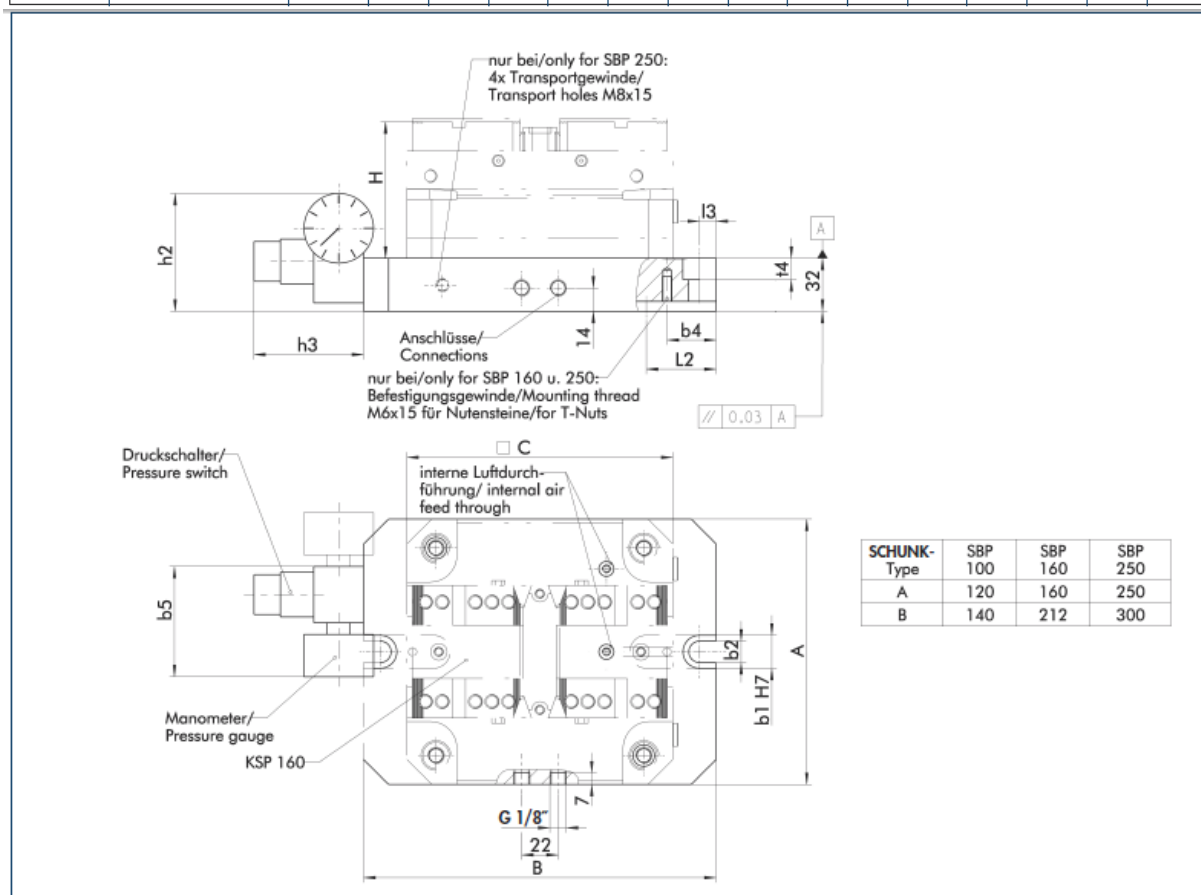 nur bei/only for SBP 250:
4x Transportgewinde/
Transport holes M8x15
H
h2
l3
A
t4
32
14
b4
L2
h3
Anschlüsse/
Connections
nur bei/only for SBP 160 u. 250:
Befestigungsgewinde/Mounting thread
M6x15 für Nutensteine/for T-Nuts
// 0.03 A
Druckschalter/
Pressure switch
□ C
interne Luftdurch-
führung/ internal air
feed through
b5
b2
b1 H7
A
Manometer/
Pressure gauge
KSP 160
7
G 1/8"
22
B
SCHUNK-Type SBP 100 SBP 160 SBP 250
A 120 160 250
B 140 212 300